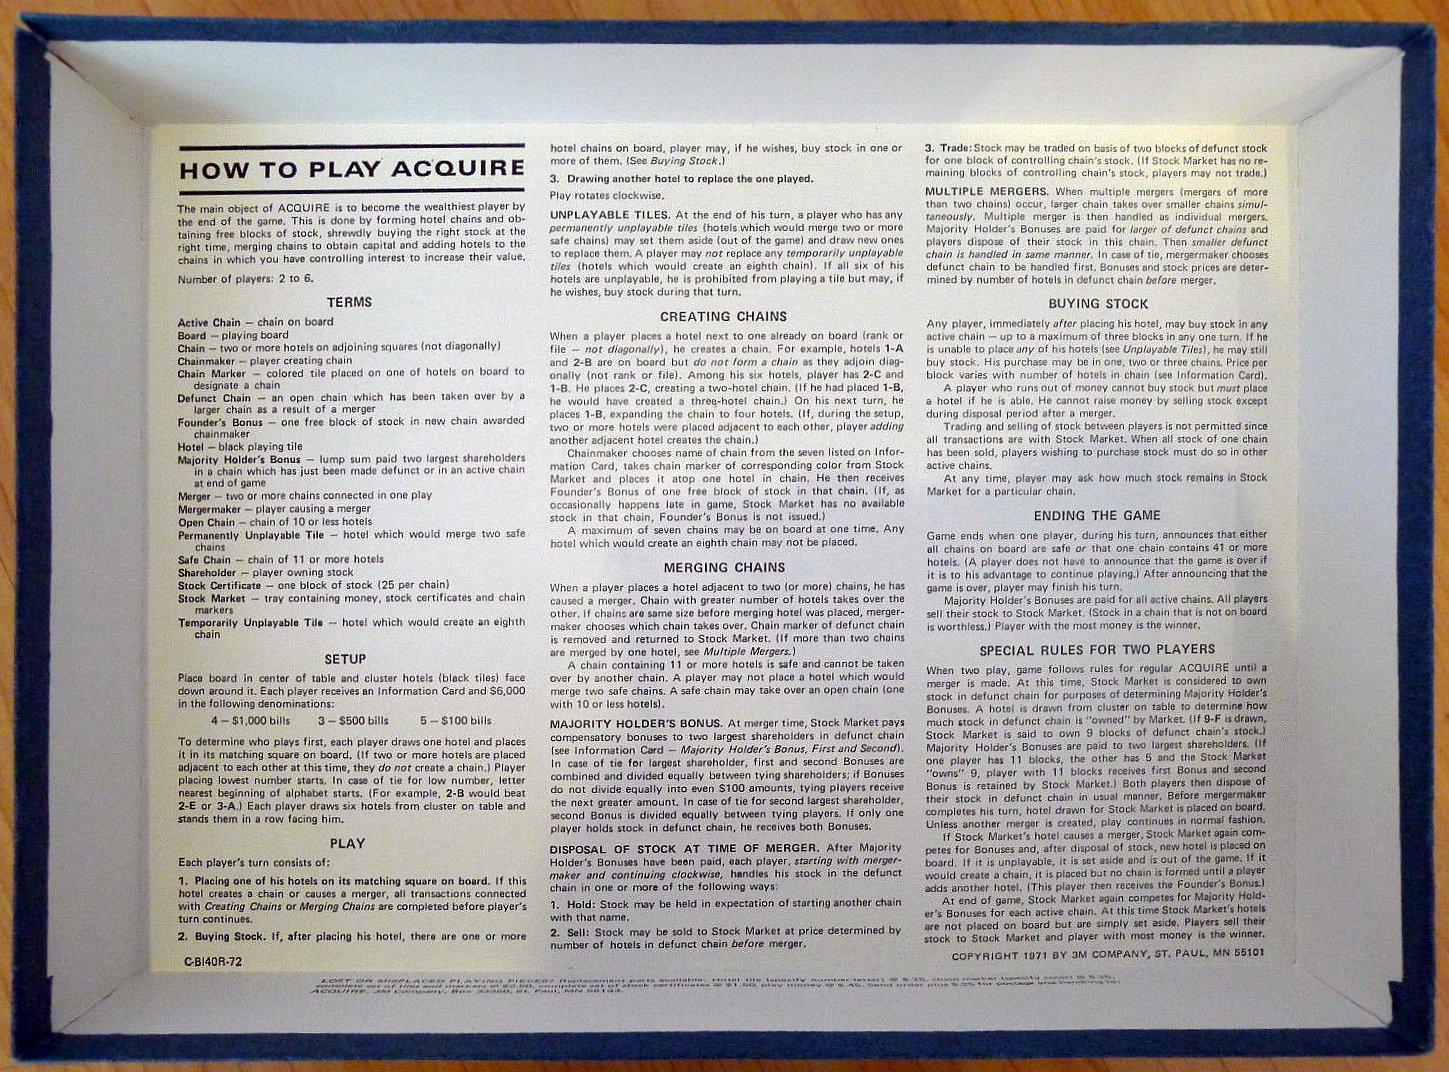 HOW TO PLAY ACQUIRE
The main object of ACQUIRE is to become the wealthiest player by
the end of the game. This is done by forming hotel chains and ob-
taining free blocks of stock, shrewdly buying the right stock at the
right time, merging chains to obtain capital and adding hotels to the
chains in which you have controlling interest to increase their value.
Number of players: 2 to 6.
TERMS
Active Chain — chain on board
Board — playing board
Chain — two or more hotels on adjoining squares (not diagonally)
Chainmaker — player creating chain
Chain Marker — colored tile placed on one of hotels on board to
designate a chain
Defunct Chain — an open chain which has been taken over by a
larger chain as a result of a merger
Founder's Bonus — one free block of stock in new chain awarded
chainmaker
Hotel — black playing tile
Majority Holder's Bonus — lump sum paid two largest shareholders
in a chain which has just been made defunct or in an active chain
at end of game
Merger — two or more chains connected in one play
Mergermaker — player causing a merger
Open Chain — chain of 10 or less hotels
Permanently Unplayable Tile — hotel which would merge two safe
chains
Safe Chain — chain of 11 or more hotels
Shareholder — player owning stock
Stock Certificate — one block of stock (25 per chain)
Stock Market — tray containing money, stock certificates and chain
markers
Temporarily Unplayable Tile — hotel which would create an eighth
chain
SETUP
Place board in center of table and cluster hotels (black tiles) face
down around it. Each player receives an Information Card and $6,000
in the following denominations:
4 — $1,000 bills 3 — $500 bills 5 — $100 bills
To determine who plays first, each player draws one hotel and places
it in its matching square on board. (If two or more hotels are placed
adjacent to each other at this time, they do not create a chain.) Player
placing lowest number starts. In case of tie for low number, letter
nearest beginning of alphabet starts. (For example, 2-B would beat
2-E or 3-A.) Each player draws six hotels from cluster on table and
stands them in a row facing him.
PLAY
Each player's turn consists of:
1. Placing one of his hotels on its matching square on board. If this
hotel creates a chain or causes a merger, all transactions connected
with Creating Chains or Merging Chains are completed before player's
turn continues.
2. Buying Stock. If, after placing his hotel, there are one or more
C-BI40R-72
hotel chains on board, player may, if he wishes, buy stock in one or
more of them. (See Buying Stock.)
3. Drawing another hotel to replace the one played.
Play rotates clockwise.
UNPLAYABLE TILES. At the end of his turn, a player who has any
permanently unplayable tiles (hotels which would merge two or more
safe chains) may set them aside (out of the game) and draw new ones
to replace them. A player may not replace any temporarily unplayable
tiles (hotels which would create an eighth chain). If all six of his
hotels are unplayable, he is prohibited from playing a tile but may, if
he wishes, buy stock during that turn.
CREATING CHAINS
When a player places a hotel next to one already on board (rank or
file — not diagonally), he creates a chain. For example, hotels 1-A
and 2-B are on board but do not form a chain as they adjoin diag-
onally (not rank or file). Among his six hotels, player has 2-C and
1-B. He places 2-C, creating a two-hotel chain. (If he had placed 1-B,
he would have created a three-hotel chain.) On his next turn, he
places 1-B, expanding the chain to four hotels. (If, during the setup,
two or more hotels were placed adjacent to each other, player adding
another adjacent hotel creates the chain.)
Chainmaker chooses name of chain from the seven listed on Infor-
mation Card, takes chain marker of corresponding color from Stock
Market and places it atop one hotel in chain. He then receives
Founder's Bonus of one free block of stock in that chain. (If, as
occasionally happens late in game, Stock Market has no available
stock in that chain, Founder's Bonus is not issued.)
A maximum of seven chains may be on board at one time. Any
hotel which would create an eighth chain may not be placed.
MERGING CHAINS
When a player places a hotel adjacent to two (or more) chains, he has
caused a merger. Chain with greater number of hotels takes over the
other. If chains are same size before merging hotel was placed, merger-
maker chooses which chain takes over. Chain marker of defunct chain
is removed and returned to Stock Market. (If more than two chains
are merged by one hotel, see Multiple Mergers.)
A chain containing 11 or more hotels is safe and cannot be taken
over by another chain. A player may not place a hotel which would
merge two safe chains. A safe chain may take over an open chain (one
with 10 or less hotels).
MAJORITY HOLDER'S BONUS. At merger time, Stock Market pays
compensatory bonuses to two largest shareholders in defunct chain
(see Information Card — Majority Holder's Bonus, First and Second).
In case of tie for largest shareholder, first and second Bonuses are
combined and divided equally between tying shareholders; if Bonuses
do not divide equally into even $100 amounts, tying players receive
the next greater amount. In case of tie for second largest shareholder,
second Bonus is divided equally between tying players. If only one
player holds stock in defunct chain, he receives both Bonuses.
DISPOSAL OF STOCK AT TIME OF MERGER. After Majority
Holder's Bonuses have been paid, each player, starting with merger-
maker and continuing clockwise, handles his stock in the defunct
chain in one or more of the following ways:
1. Hold: Stock may be held in expectation of starting another chain
with that name.
2. Sell: Stock may be sold to Stock Market at price determined by
number of hotels in defunct chain before merger.
3. Trade: Stock may be traded on basis of two blocks of defunct stock
for one block of controlling chain's stock. (If Stock Market has no re-
maining blocks of controlling chain's stock, players may not trade.)
MULTIPLE MERGERS. When multiple mergers (mergers of more
than two chains) occur, larger chain takes over smaller chains simul-
taneously. Multiple merger is then handled as individual mergers.
Majority Holder's Bonuses are paid for larger of defunct chains and
players dispose of their stock in this chain. Then smaller defunct
chain is handled in same manner. In case of tie, mergermaker chooses
defunct chain to be handled first. Bonuses and stock prices are deter-
mined by number of hotels in defunct chain before merger.
BUYING STOCK
Any player, immediately after placing his hotel, may buy stock in any
active chain — up to a maximum of three blocks in any one turn. If he
is unable to place any of his hotels (see Unplayable Tiles), he may still
buy stock. His purchase may be in one, two or three chains. Price per
block varies with number of hotels in chain (see Information Card).
A player who runs out of money cannot buy stock but must place
a hotel if he is able. He cannot raise money by selling stock except
during disposal period after a merger.
Trading and selling of stock between players is not permitted since
all transactions are with Stock Market. When all stock of one chain
has been sold, players wishing to purchase stock must do so in other
active chains.
At any time, player may ask how much stock remains in Stock
Market for a particular chain.
ENDING THE GAME
Game ends when one player, during his turn, announces that either
all chains on board are safe or that one chain contains 41 or more
hotels. (A player does not have to announce that the game is over if
it is to his advantage to continue playing.) After announcing that the
game is over, player may finish his turn.
Majority Holder's Bonuses are paid for all active chains. All players
sell their stock to Stock Market. (Stock in a chain that is not on board
is worthless.) Player with the most money is the winner.
SPECIAL RULES FOR TWO PLAYERS
When two play, game follows rules for regular ACQUIRE until a
merger is made. At this time, Stock Market is considered to own
stock in defunct chain for purposes of determining Majority Holder's
Bonuses. A hotel is drawn from cluster on table to determine how
much stock in defunct chain is "owned" by Market. (If 9-F is drawn,
Stock Market is said to own 9 blocks of defunct chain's stock.)
Majority Holder's Bonuses are paid to two largest shareholders. (If
one player has 11 blocks, the other has 5 and the Stock Market
"owns" 9, player with 11 blocks receives first Bonus and second
Bonus is retained by Stock Market.) Both players then dispose of
their stock in defunct chain in usual manner. Before mergermaker
completes his turn, hotel drawn for Stock Market is placed on board.
Unless another merger is created, play continues in normal fashion.
If Stock Market's hotel causes a merger, Stock Market again com-
petes for Bonuses and, after disposal of stock, new hotel is placed on
board. If it is unplayable, it is set aside and is out of the game. If it
would create a chain, it is placed but no chain is formed until a player
adds another hotel. (This player then receives the Founder's Bonus.)
At end of game, Stock Market again competes for Majority Hold-
er's Bonuses for each active chain. At this time Stock Market's hotels
are not placed on board but are simply set aside. Players sell their
stock to Stock Market and player with most money is the winner.
COPYRIGHT 1971 BY 3M COMPANY, ST. PAUL, MN 55101
LOST OR MISPLACED PLAYING PIECES? Replacement parts available: Hotel tile (specify number-letter) @ $.25, chain marker (specify color) @ $.25,
complete set of tiles and markers @ $2.50, complete set of stock certificates @ $1.50, play money @ $.45. Send order plus $.25 for postage and handling to:
ACQUIRE, 3M Company, Box 33350, St. Paul, MN 55133.